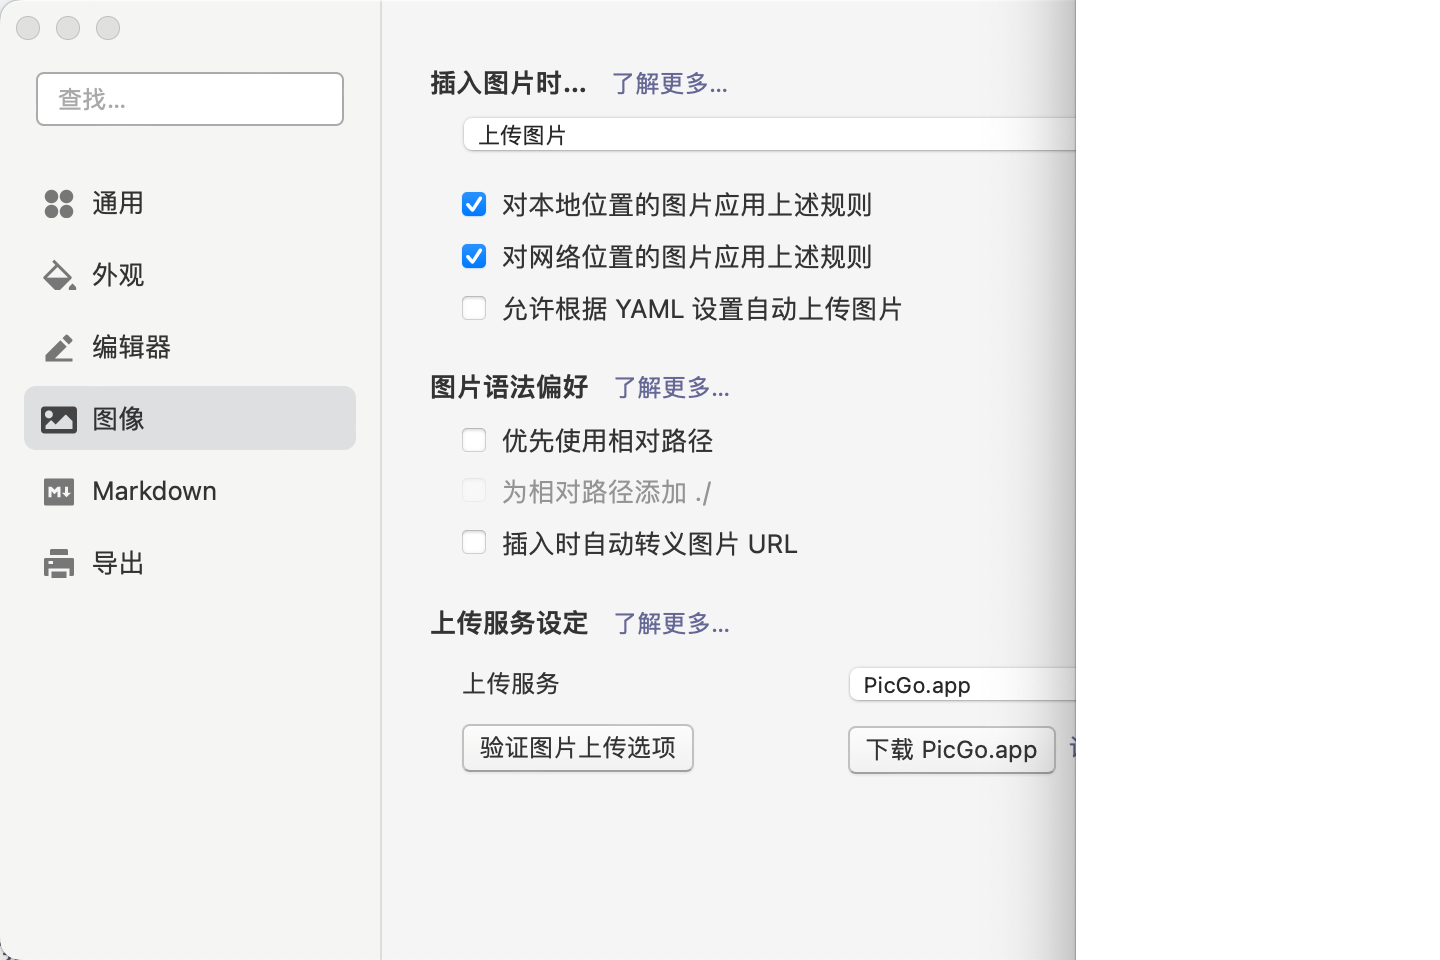 查找...
通用
外观
编辑器
图像
Markdown
导出
插入图片时... 了解更多...
上传图片
对本地位置的图片应用上述规则
对网络位置的图片应用上述规则
允许根据 YAML 设置自动上传图片
图片语法偏好 了解更多...
优先使用相对路径
为相对路径添加 ./
插入时自动转义图片 URL
上传服务设定 了解更多...
上传服务 PicGo.app
验证图片上传选项 下载 PicGo.app